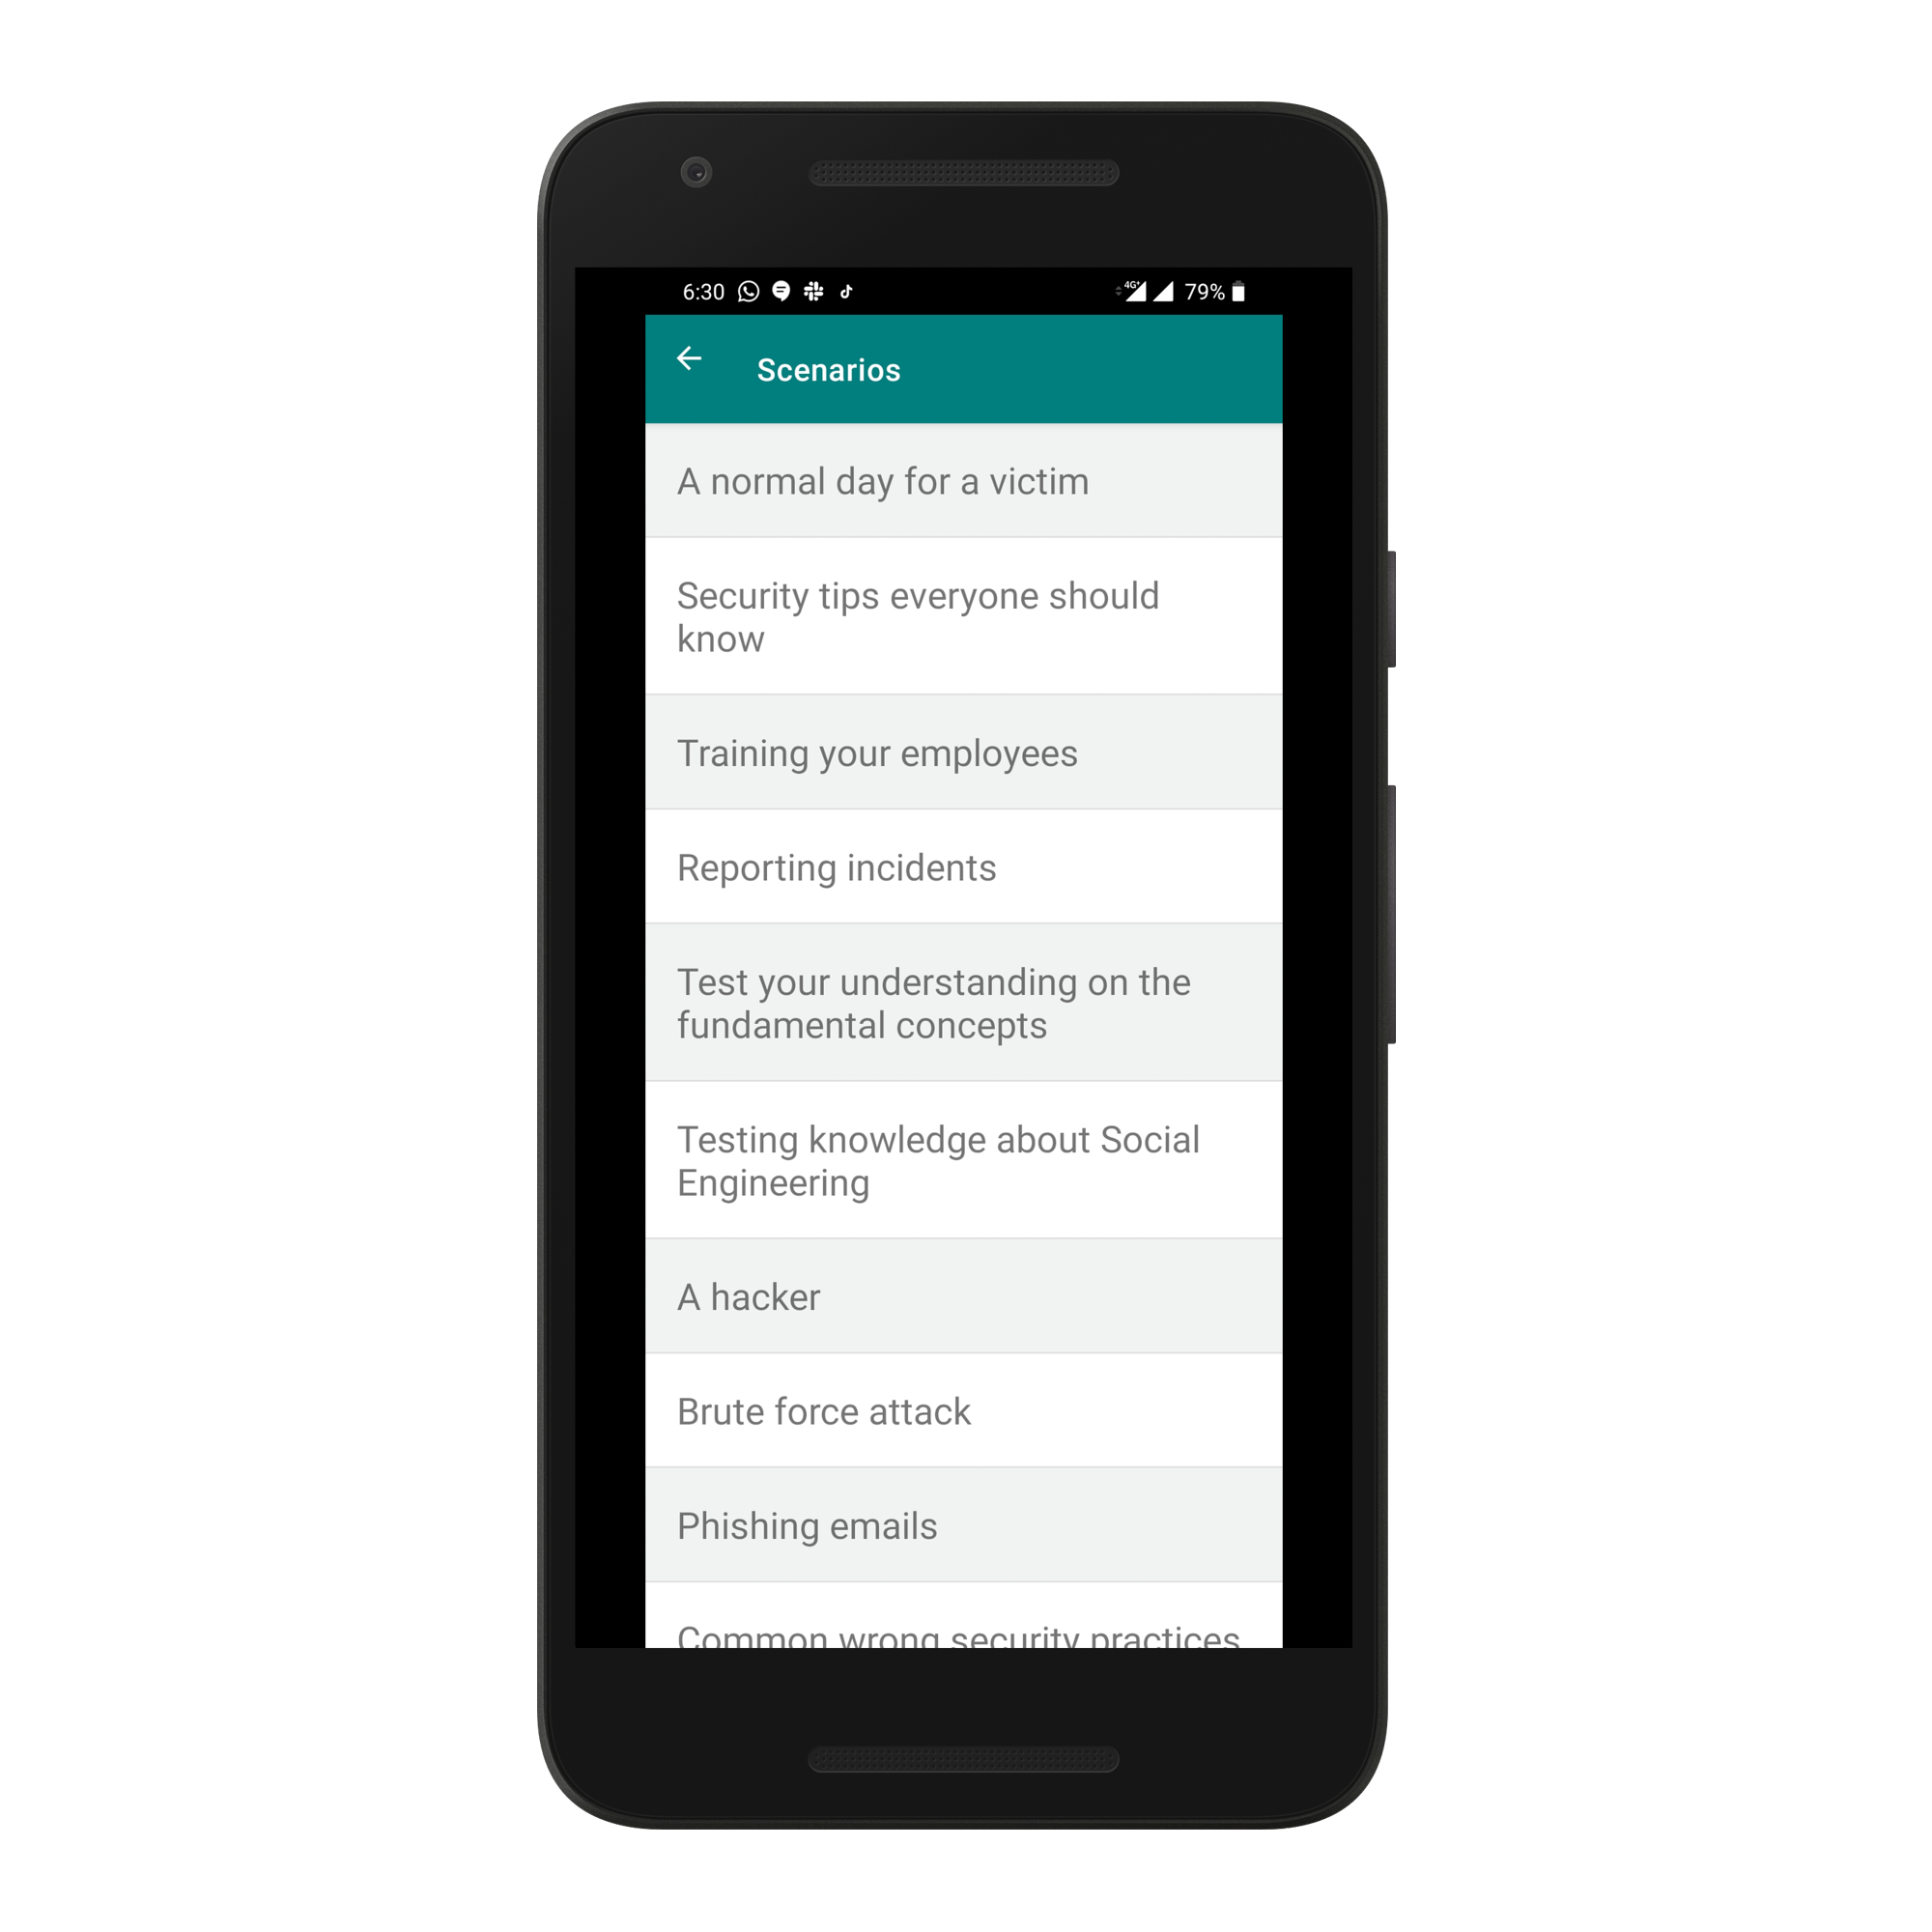 6:30 4G+ 79%
Scenarios
A normal day for a victim
Security tips everyone should
know
Training your employees
Reporting incidents
Test your understanding on the
fundamental concepts
Testing knowledge about Social
Engineering
A hacker
Brute force attack
Phishing emails
Common wrong security practices